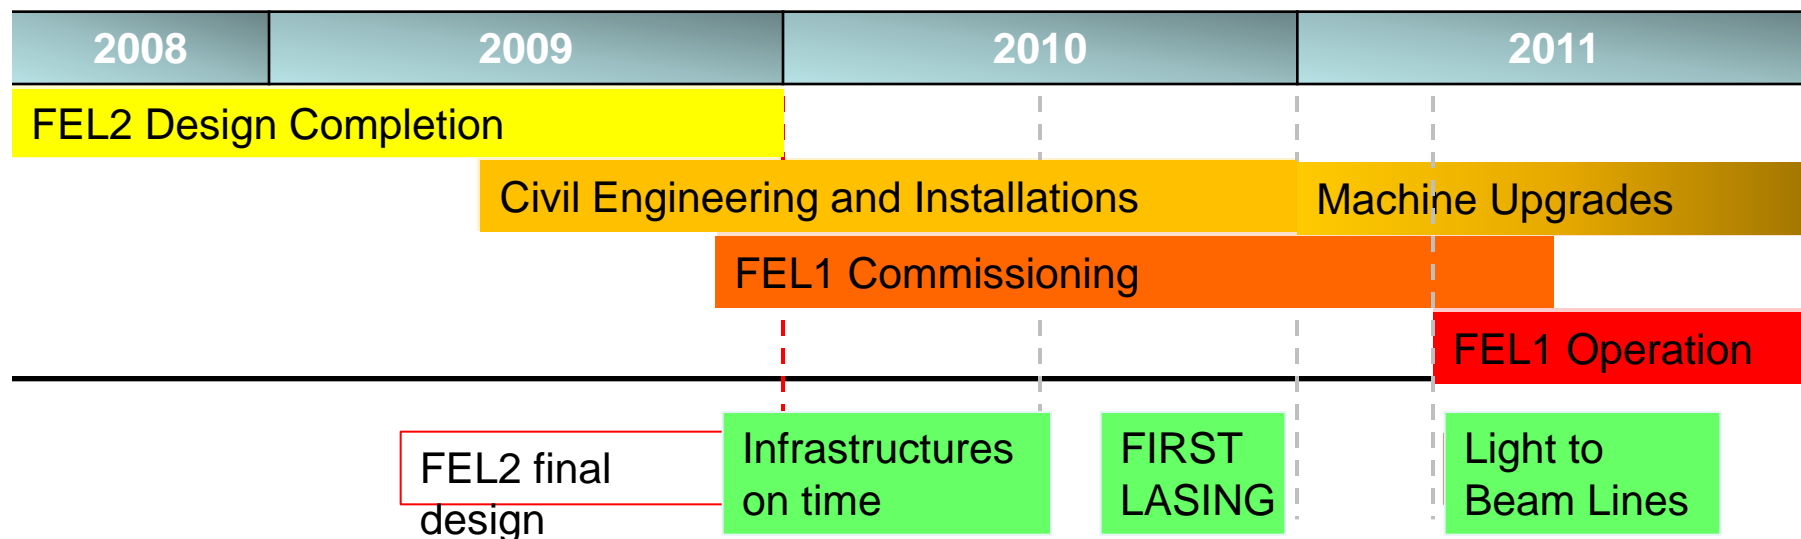 2008 2009 2010 2011
FEL2 Design Completion
Civil Engineering and Installations
Machine Upgrades
FEL1 Commissioning
FEL1 Operation
FEL2 final
design
Infrastructures
on time
FIRST
LASING
Light to
Beam Lines